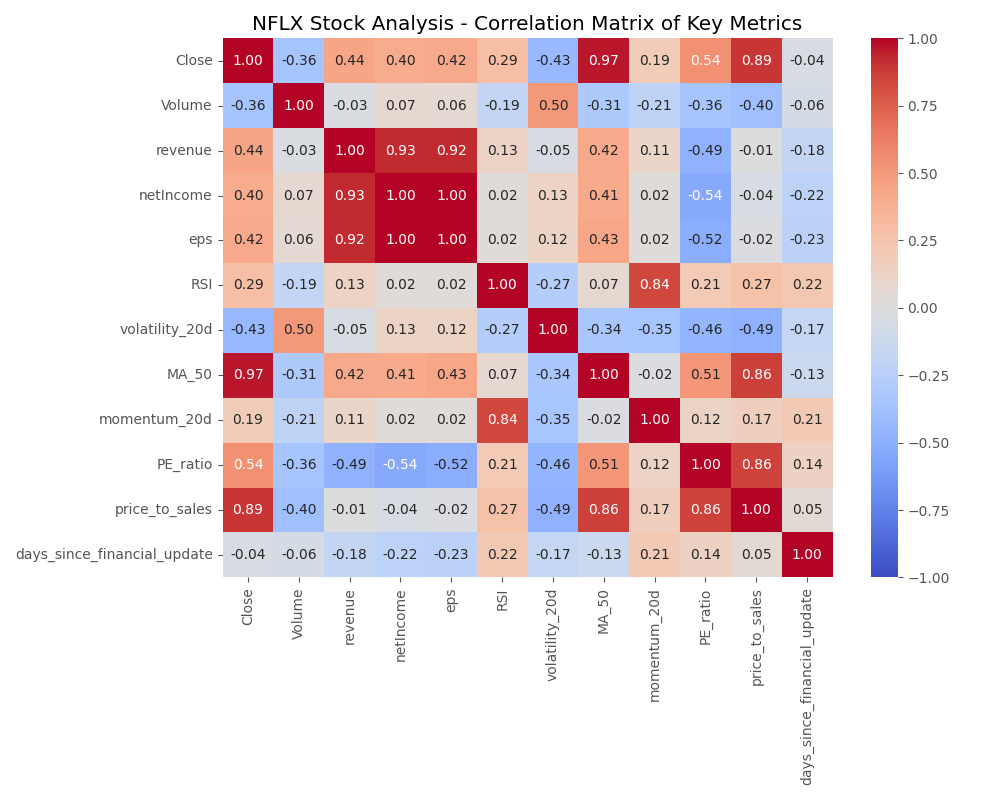 NFLX Stock Analysis - Correlation Matrix of Key Metrics
Close 1.00 -0.36 0.44 0.40 0.42 0.29 -0.43 0.97 0.19 0.54 0.89 -0.04
Volume -0.36 1.00 -0.03 0.07 0.06 -0.19 0.50 -0.31 -0.21 -0.36 -0.40 -0.06
revenue 0.44 -0.03 1.00 0.93 0.92 0.13 -0.05 0.42 0.11 -0.49 -0.01 -0.18
netIncome 0.40 0.07 0.93 1.00 1.00 0.02 0.13 0.41 0.02 -0.54 -0.04 -0.22
eps 0.42 0.06 0.92 1.00 1.00 0.02 0.12 0.43 0.02 -0.52 -0.02 -0.23
RSI 0.29 -0.19 0.13 0.02 0.02 1.00 -0.27 0.07 0.84 0.21 0.27 0.22
volatility_20d -0.43 0.50 -0.05 0.13 0.12 -0.27 1.00 -0.34 -0.35 -0.46 -0.49 -0.17
MA_50 0.97 -0.31 0.42 0.41 0.43 0.07 -0.34 1.00 -0.02 0.51 0.86 -0.13
momentum_20d 0.19 -0.21 0.11 0.02 0.02 0.84 -0.35 -0.02 1.00 0.12 0.17 0.21
PE_ratio 0.54 -0.36 -0.49 -0.54 -0.52 0.21 -0.46 0.51 0.12 1.00 0.86 0.14
price_to_sales 0.89 -0.40 -0.01 -0.04 -0.02 0.27 -0.49 0.86 0.17 0.86 1.00 0.05
days_since_financial_update -0.04 -0.06 -0.18 -0.22 -0.23 0.22 -0.17 -0.13 0.21 0.14 0.05 1.00
Close
Volume
revenue
netIncome
eps
RSI
volatility_20d
MA_50
momentum_20d
PE_ratio
price_to_sales
days_since_financial_update
1.00
0.75
0.50
0.25
0.00
−0.25
−0.50
−0.75
−1.00